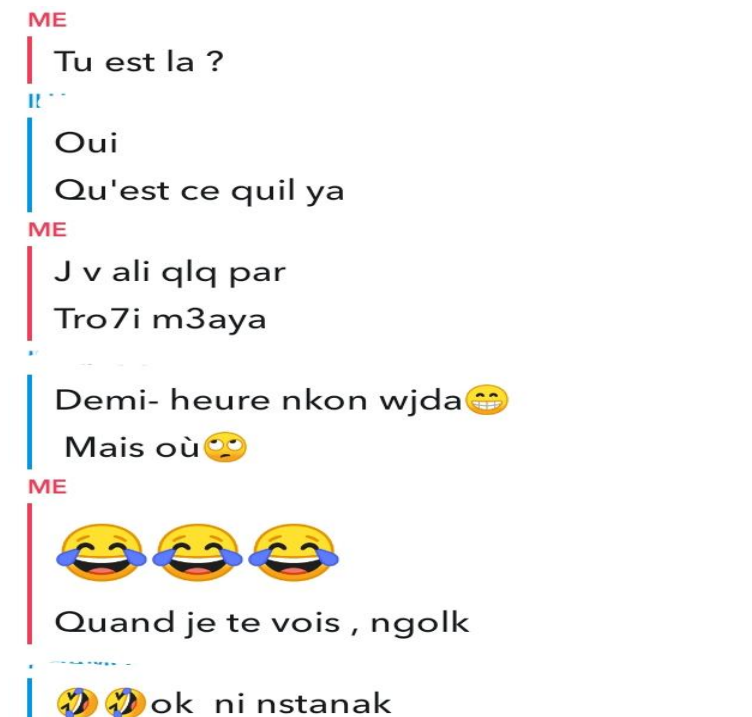 ME
Tu est la ?
Oui
Qu'est ce quil ya
ME
J v ali qlq par
Tro7i m3aya
Demi- heure nkon wjda😁
Mais où🙄
ME
😂😂😂
Quand je te vois , ngolk
🤣🤣ok ni nstanak